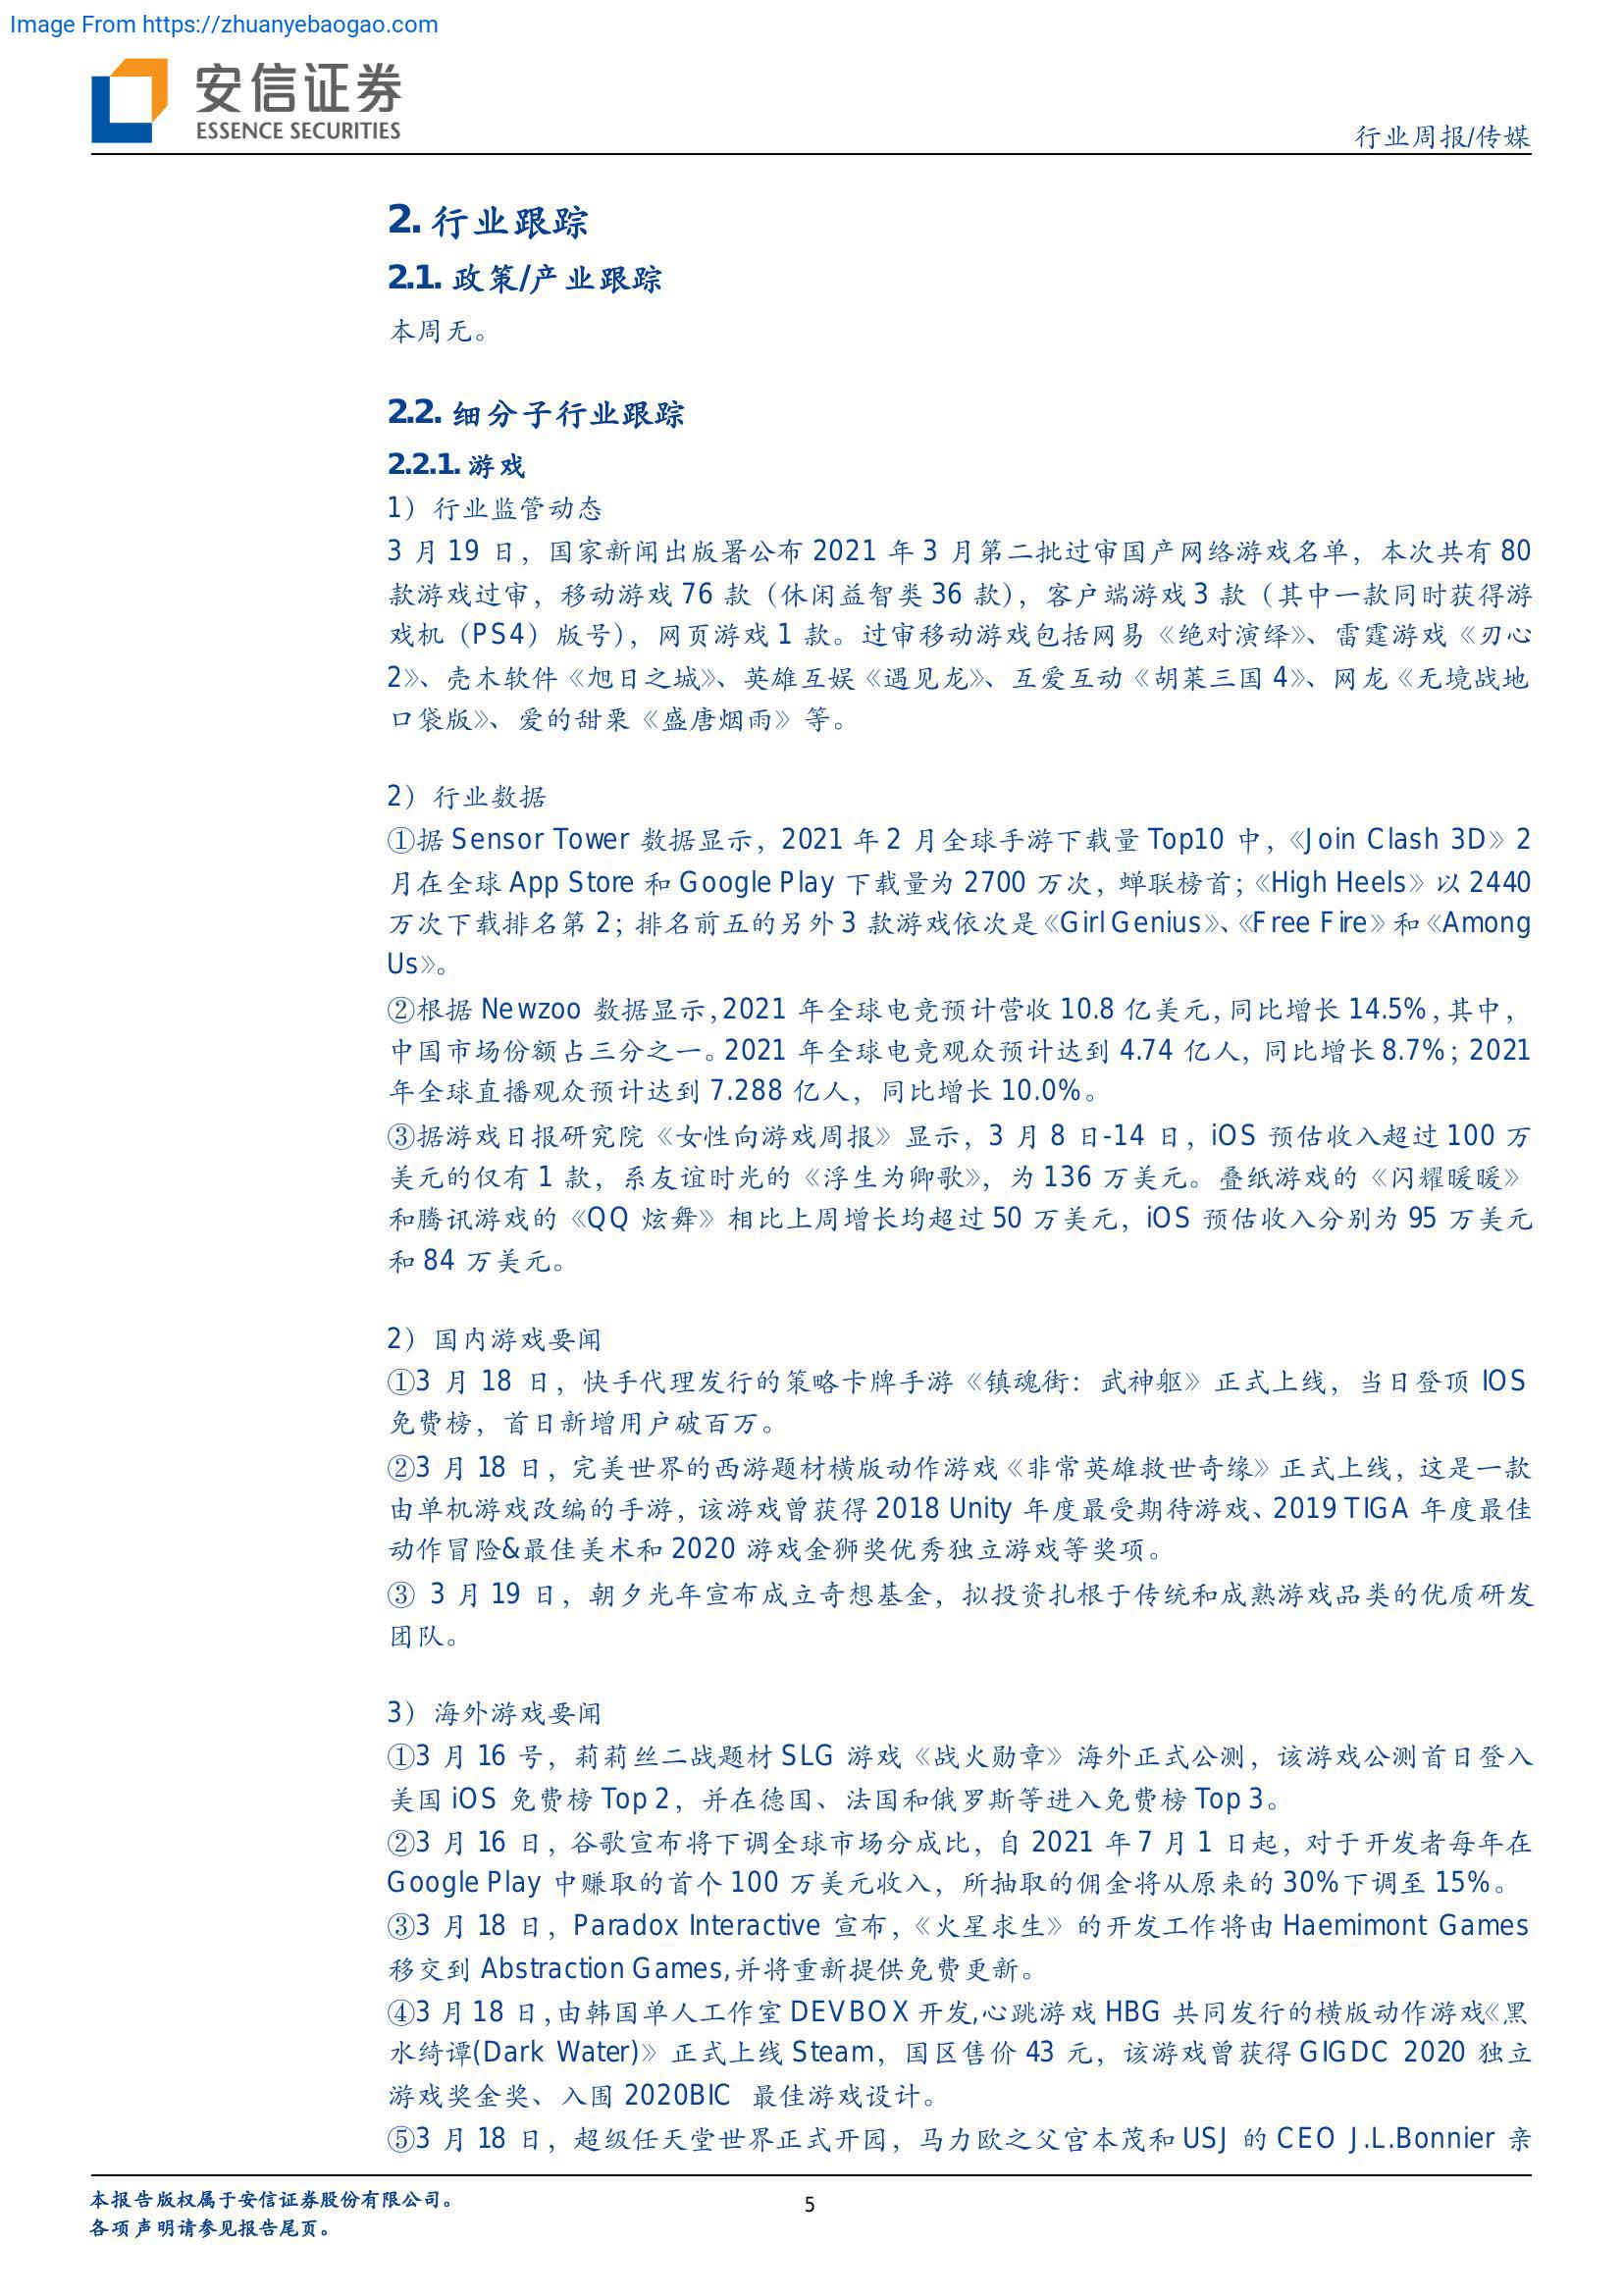 Image From https://zhuanyebaogao.com
安信证券
ESSENCE SECURITIES
行业周报/传媒
2. 行业跟踪
2.1. 政策/产业跟踪
本周无。
2.2. 细分子行业跟踪
2.2.1. 游戏
1）行业监管动态
3 月 19 日，国家新闻出版署公布 2021 年 3 月第二批过审国产网络游戏名单，本次共有 80
款游戏过审，移动游戏 76 款（休闲益智类 36 款），客户端游戏 3 款（其中一款同时获得游
戏机（PS4）版号），网页游戏 1 款。过审移动游戏包括网易《绝对演绎》、雷霆游戏《刃心
2》、壳木软件《旭日之城》、英雄互娱《遇见龙》、互爱互动《胡莱三国 4》、网龙《无境战地
口袋版》、爱的甜栗《盛唐烟雨》等。
2）行业数据
①据 Sensor Tower 数据显示，2021 年 2 月全球手游下载量 Top10 中，《Join Clash 3D》2
月在全球 App Store 和 Google Play 下载量为 2700 万次，蝉联榜首；《High Heels》以 2440
万次下载排名第 2；排名前五的另外 3 款游戏依次是《Girl Genius》、《Free Fire》和《Among
Us》。
②根据 Newzoo 数据显示，2021 年全球电竞预计营收 10.8 亿美元，同比增长 14.5%，其中，
中国市场份额占三分之一。2021 年全球电竞观众预计达到 4.74 亿人，同比增长 8.7%；2021
年全球直播观众预计达到 7.288 亿人，同比增长 10.0%。
③据游戏日报研究院《女性向游戏周报》显示，3 月 8 日-14 日，iOS 预估收入超过 100 万
美元的仅有 1 款，系友谊时光的《浮生为卿歌》，为 136 万美元。叠纸游戏的《闪耀暖暖》
和腾讯游戏的《QQ 炫舞》相比上周增长均超过 50 万美元，iOS 预估收入分别为 95 万美元
和 84 万美元。
2）国内游戏要闻
①3 月 18 日，快手代理发行的策略卡牌手游《镇魂街：武神躯》正式上线，当日登顶 IOS
免费榜，首日新增用户破百万。
②3 月 18 日，完美世界的西游题材横版动作游戏《非常英雄救世奇缘》正式上线，这是一款
由单机游戏改编的手游，该游戏曾获得 2018 Unity 年度最受期待游戏、2019 TIGA 年度最佳
动作冒险&最佳美术和 2020 游戏金狮奖优秀独立游戏等奖项。
③ 3 月 19 日，朝夕光年宣布成立奇想基金，拟投资扎根于传统和成熟游戏品类的优质研发
团队。
3）海外游戏要闻
①3 月 16 号，莉莉丝二战题材 SLG 游戏《战火勋章》海外正式公测，该游戏公测首日登入
美国 iOS 免费榜 Top 2，并在德国、法国和俄罗斯等进入免费榜 Top 3。
②3 月 16 日，谷歌宣布将下调全球市场分成比，自 2021 年 7 月 1 日起，对于开发者每年在
Google Play 中赚取的首个 100 万美元收入，所抽取的佣金将从原来的 30%下调至 15%。
③3 月 18 日，Paradox Interactive 宣布，《火星求生》的开发工作将由 Haemimont Games
移交到 Abstraction Games,并将重新提供免费更新。
④3 月 18 日,由韩国单人工作室 DEVBOX 开发,心跳游戏 HBG 共同发行的横版动作游戏《黑
水绮谭(Dark Water)》正式上线 Steam，国区售价 43 元，该游戏曾获得 GIGDC 2020 独立
游戏奖金奖、入围 2020BIC 最佳游戏设计。
⑤3 月 18 日，超级任天堂世界正式开园，马力欧之父宫本茂和 USJ 的 CEO J.L.Bonnier 亲
本报告版权属于安信证券股份有限公司。
5
各项声明请参见报告尾页。